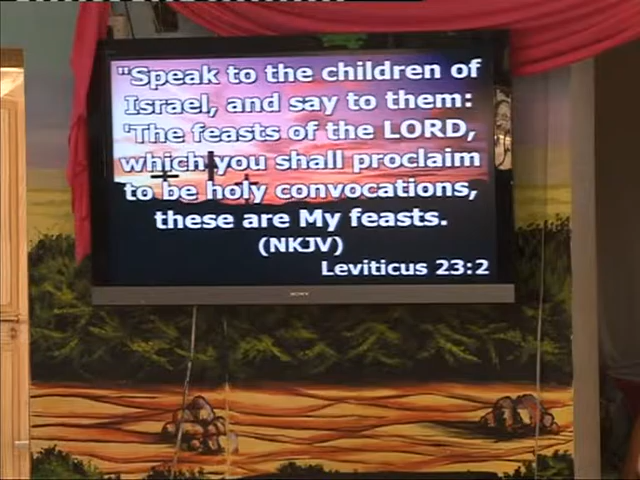 "Speak to the children of
Israel, and say to them:
'The feasts of the LORD,
which you shall proclaim
to be holy convocations,
these are My feasts.
(NKJV)
Leviticus 23:2
SONY